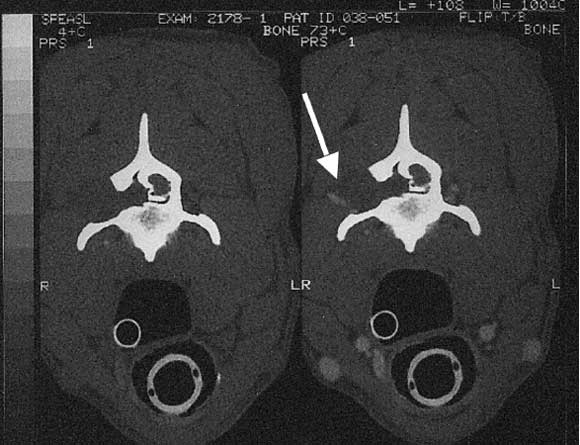 L= +108 W= 1004C
SPEASL EXAM: 2178- 1 PAT ID 038-051 FLIP T/B
4+C BONE 73+C BONE
PRS 1 PRS 1
R LR L